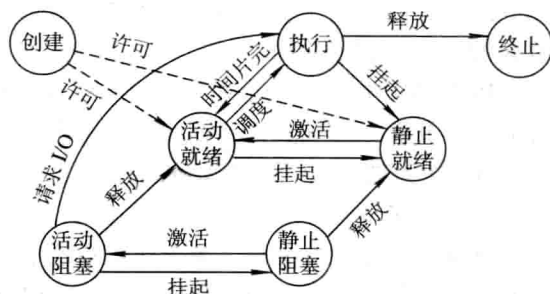 创建
许可
许可
执行
释放
终止
时间片完
调度
挂起
请求 I/O
活动
就绪
激活
挂起
静止
就绪
释放
释放
活动
阻塞
激活
挂起
静止
阻塞